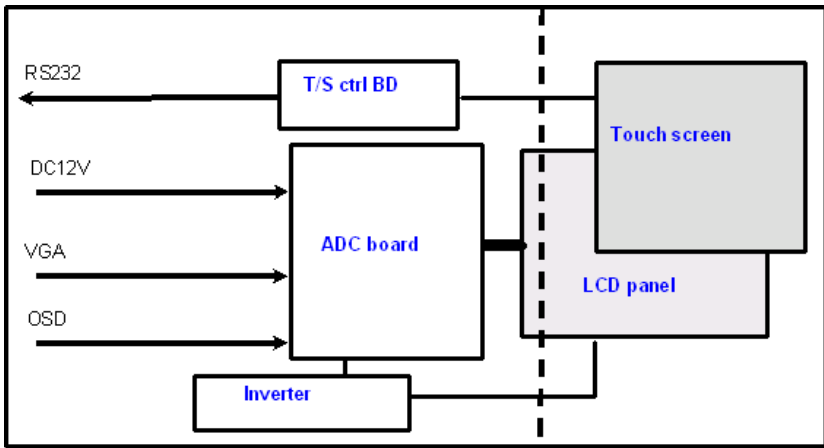 RS232
T/S ctrl BD
Touch screen
DC12V
ADC board
VGA
LCD panel
OSD
Inverter